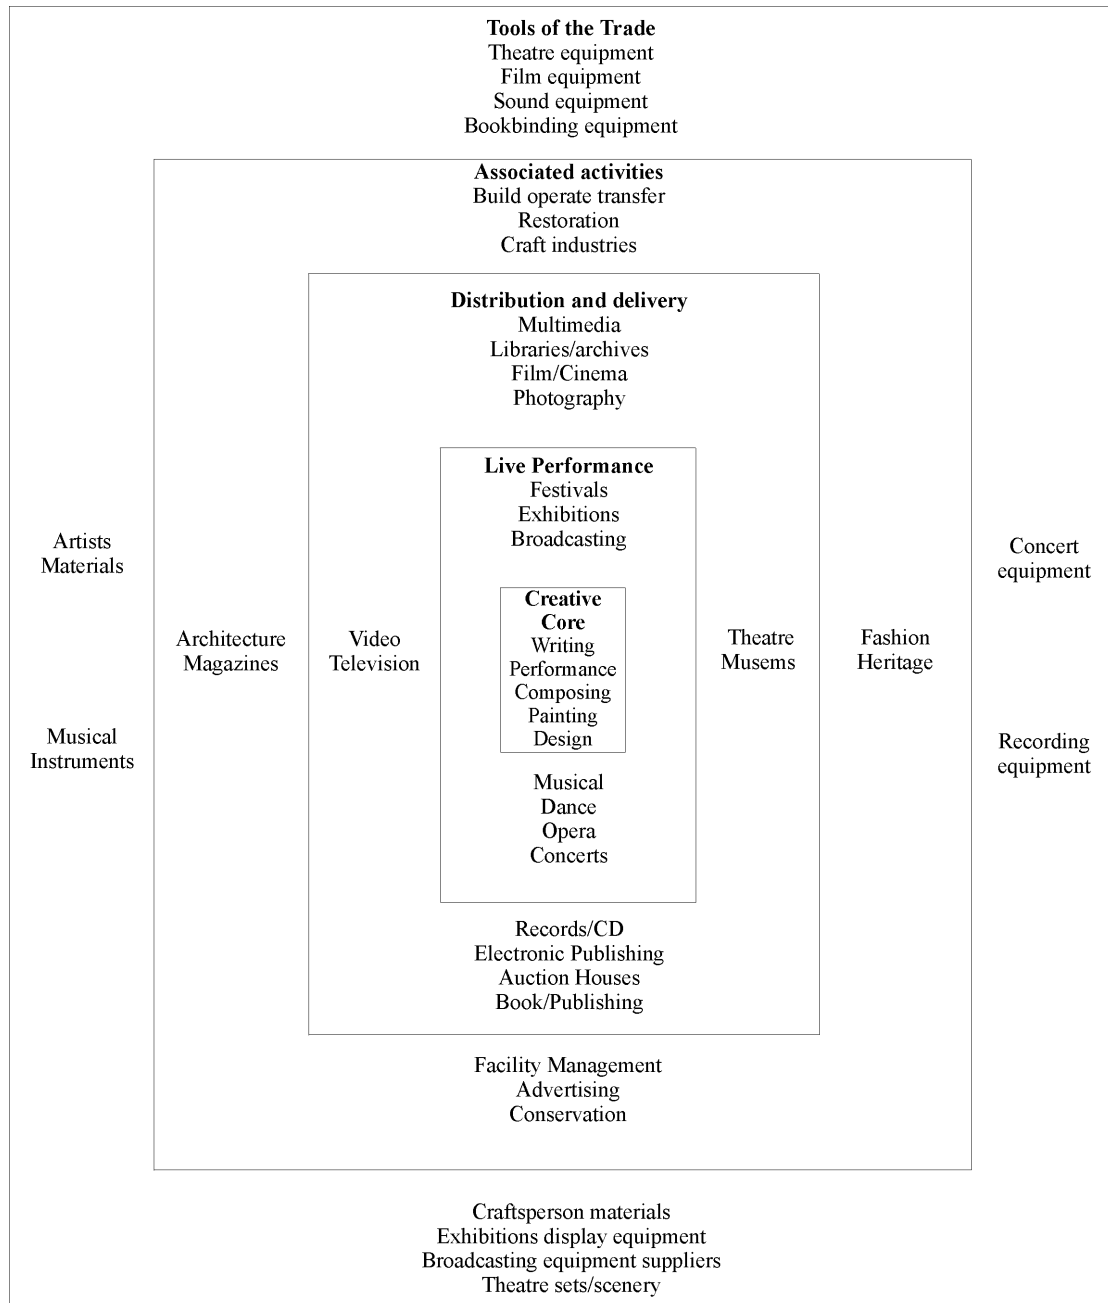 Tools of the Trade
Theatre equipment
Film equipment
Sound equipment
Bookbinding equipment
Associated activities
Build operate transfer
Restoration
Craft industries
Distribution and delivery
Multimedia
Libraries/archives
Film/Cinema
Photography
Live Performance
Festivals
Exhibitions
Broadcasting
Artists
Materials
Musical
Instruments
Architecture
Magazines
Video
Television
Creative
Core
Writing
Performance
Composing
Painting
Design
Theatre
Musems
Fashion
Heritage
Concert
equipment
Recording
equipment
Musical
Dance
Opera
Concerts
Records/CD
Electronic Publishing
Auction Houses
Book/Publishing
Facility Management
Advertising
Conservation
Craftsperson materials
Exhibitions display equipment
Broadcasting equipment suppliers
Theatre sets/scenery